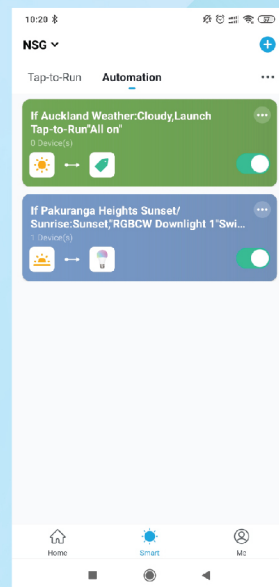 10:20
NSG
Tap-to-Run Automation
If Auckland Weather:Cloudy,Launch
Tap-to-Run"All on"
0 Device(s)
If Pakuranga Heights Sunset/
Sunrise:Sunset,"RGBCW Downlight 1"Swi...
1 Device(s)
Home Smart Me